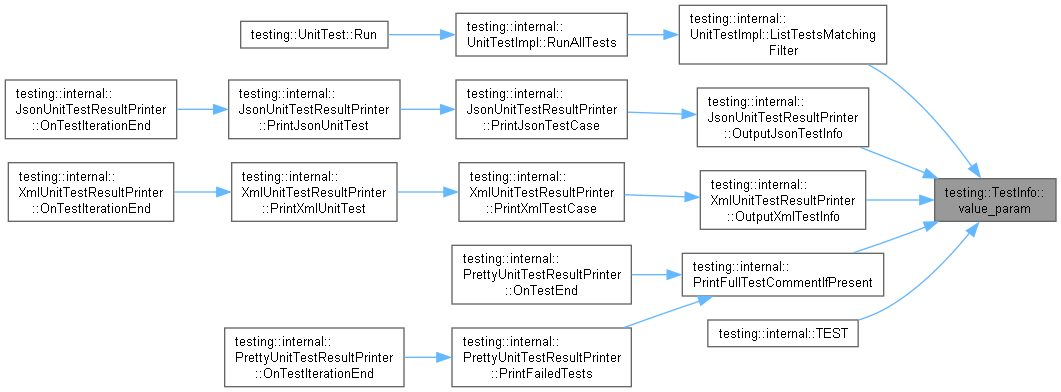 testing::UnitTest::Run
testing::internal::
UnitTestImpl::RunAllTests
testing::internal::
UnitTestImpl::ListTestsMatching
Filter
testing::internal::
JsonUnitTestResultPrinter
::OnTestIterationEnd
testing::internal::
JsonUnitTestResultPrinter
::PrintJsonUnitTest
testing::internal::
JsonUnitTestResultPrinter
::PrintJsonTestCase
testing::internal::
JsonUnitTestResultPrinter
::OutputJsonTestInfo
testing::internal::
XmlUnitTestResultPrinter
::OnTestIterationEnd
testing::internal::
XmlUnitTestResultPrinter
::PrintXmlUnitTest
testing::internal::
XmlUnitTestResultPrinter
::PrintXmlTestCase
testing::internal::
XmlUnitTestResultPrinter
::OutputXmlTestInfo
testing::TestInfo::
value_param
testing::internal::
PrettyUnitTestResultPrinter
::OnTestEnd
testing::internal::
PrintFullTestCommentIfPresent
testing::internal::TEST
testing::internal::
PrettyUnitTestResultPrinter
::OnTestIterationEnd
testing::internal::
PrettyUnitTestResultPrinter
::PrintFailedTests